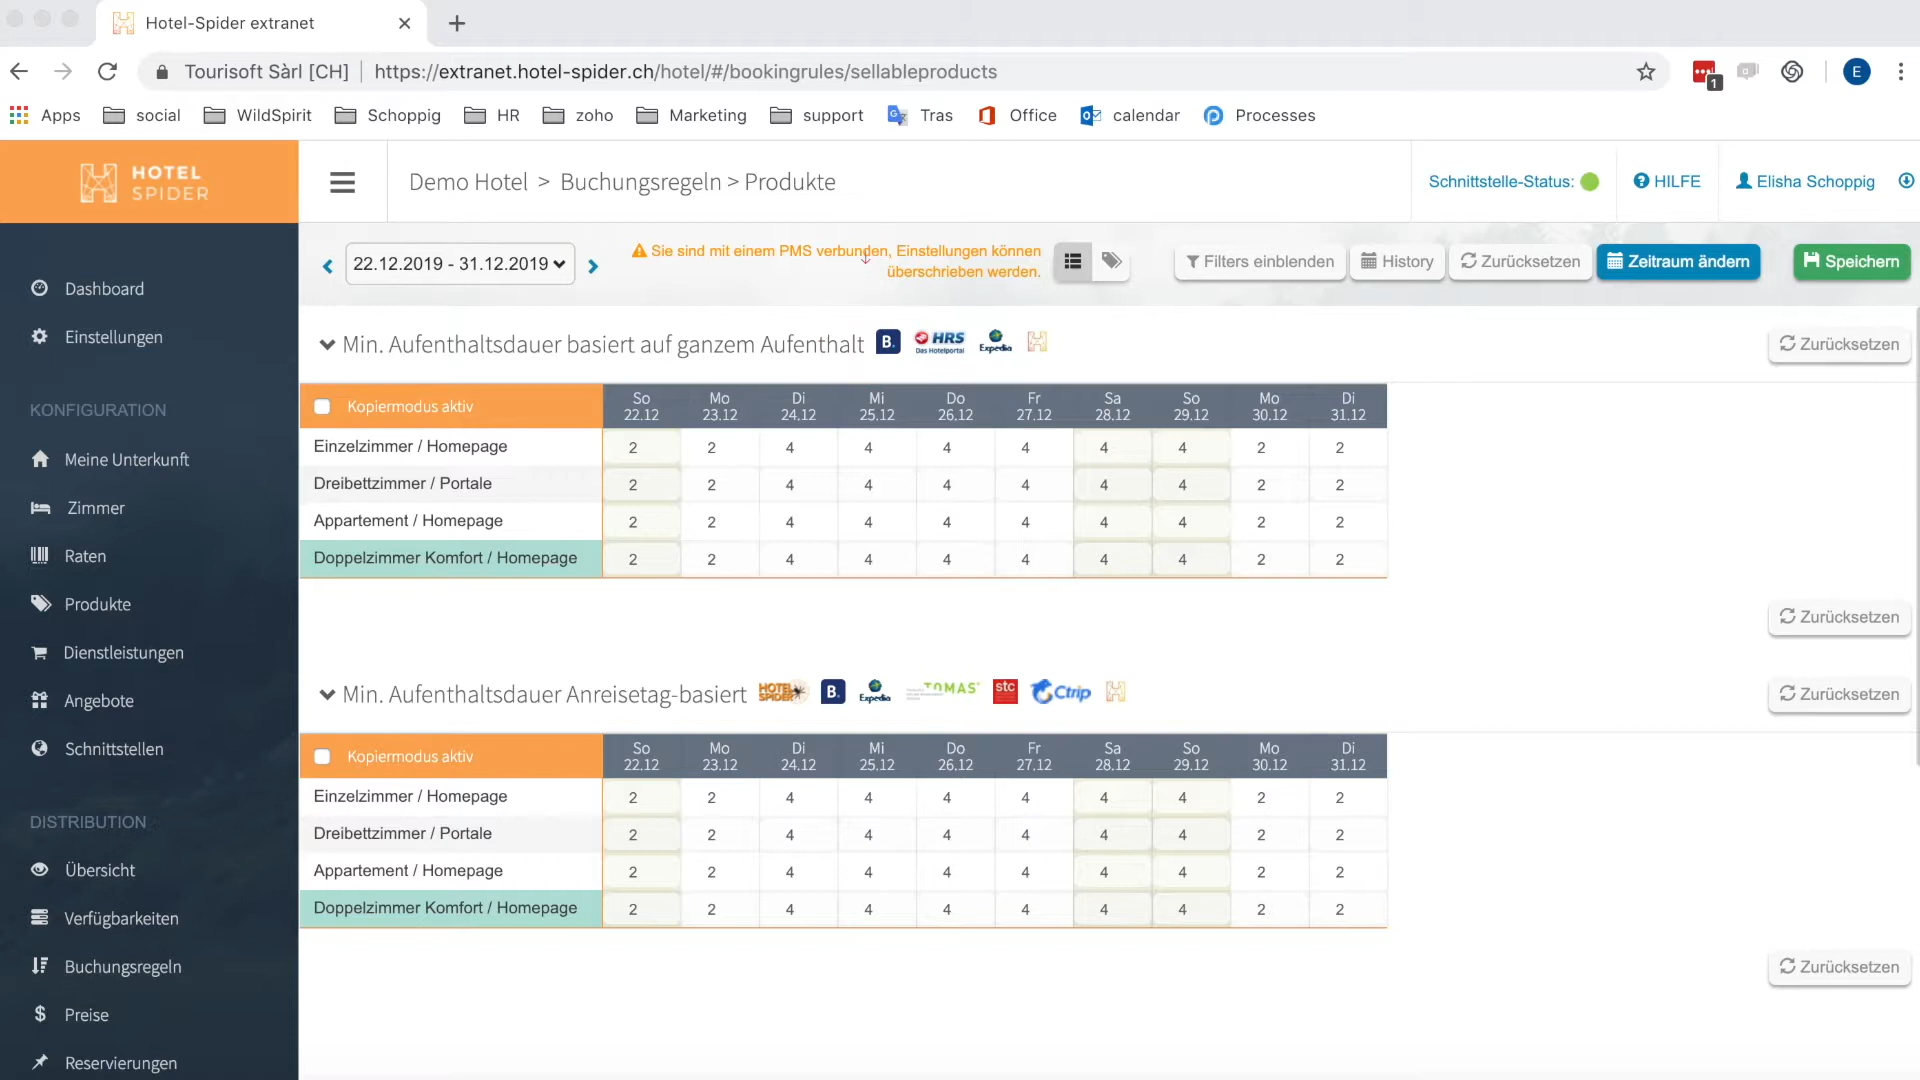 Hotel-Spider extranet
Tourisoft Sàrl [CH] https://extranet.hotel-spider.ch/hotel/#/bookingrules/sellableproducts
1
E
Apps social WildSpirit Schoppig HR zoho Marketing support Tras Office calendar Processes
HOTEL
SPIDER
Demo Hotel > Buchungsregeln > Produkte
Schnittstelle-Status:
HILFE
Elisha Schoppig
Dashboard
Einstellungen
KONFIGURATION
Meine Unterkunft
Zimmer
Raten
Produkte
Dienstleistungen
Angebote
Schnittstellen
DISTRIBUTION
Übersicht
Verfügbarkeiten
Buchungsregeln
Preise
Reservierungen
22.12.2019 - 31.12.2019
Sie sind mit einem PMS verbunden, Einstellungen können
überschrieben werden.
Filters einblenden
History
Zurücksetzen
Zeitraum ändern
Speichern
Min. Aufenthaltsdauer basiert auf ganzem Aufenthalt B. HRS Das Hotelportal Expedia
Zurücksetzen
Kopiermodus aktiv
So Mo Di Mi Do Fr Sa So Mo Di
22.12 23.12 24.12 25.12 26.12 27.12 28.12 29.12 30.12 31.12
Einzelzimmer / Homepage 2 2 4 4 4 4 4 4 2 2
Dreibettzimmer / Portale 2 2 4 4 4 4 4 4 2 2
Appartement / Homepage 2 2 4 4 4 4 4 4 2 2
Doppelzimmer Komfort / Homepage 2 2 4 4 4 4 4 4 2 2
Zurücksetzen
Min. Aufenthaltsdauer Anreisetag-basiert HOTEL SPIDER B. Expedia TOMAS stc Ctrip
Zurücksetzen
Kopiermodus aktiv
So Mo Di Mi Do Fr Sa So Mo Di
22.12 23.12 24.12 25.12 26.12 27.12 28.12 29.12 30.12 31.12
Einzelzimmer / Homepage 2 2 4 4 4 4 4 4 2 2
Dreibettzimmer / Portale 2 2 4 4 4 4 4 4 2 2
Appartement / Homepage 2 2 4 4 4 4 4 4 2 2
Doppelzimmer Komfort / Homepage 2 2 4 4 4 4 4 4 2 2
Zurücksetzen